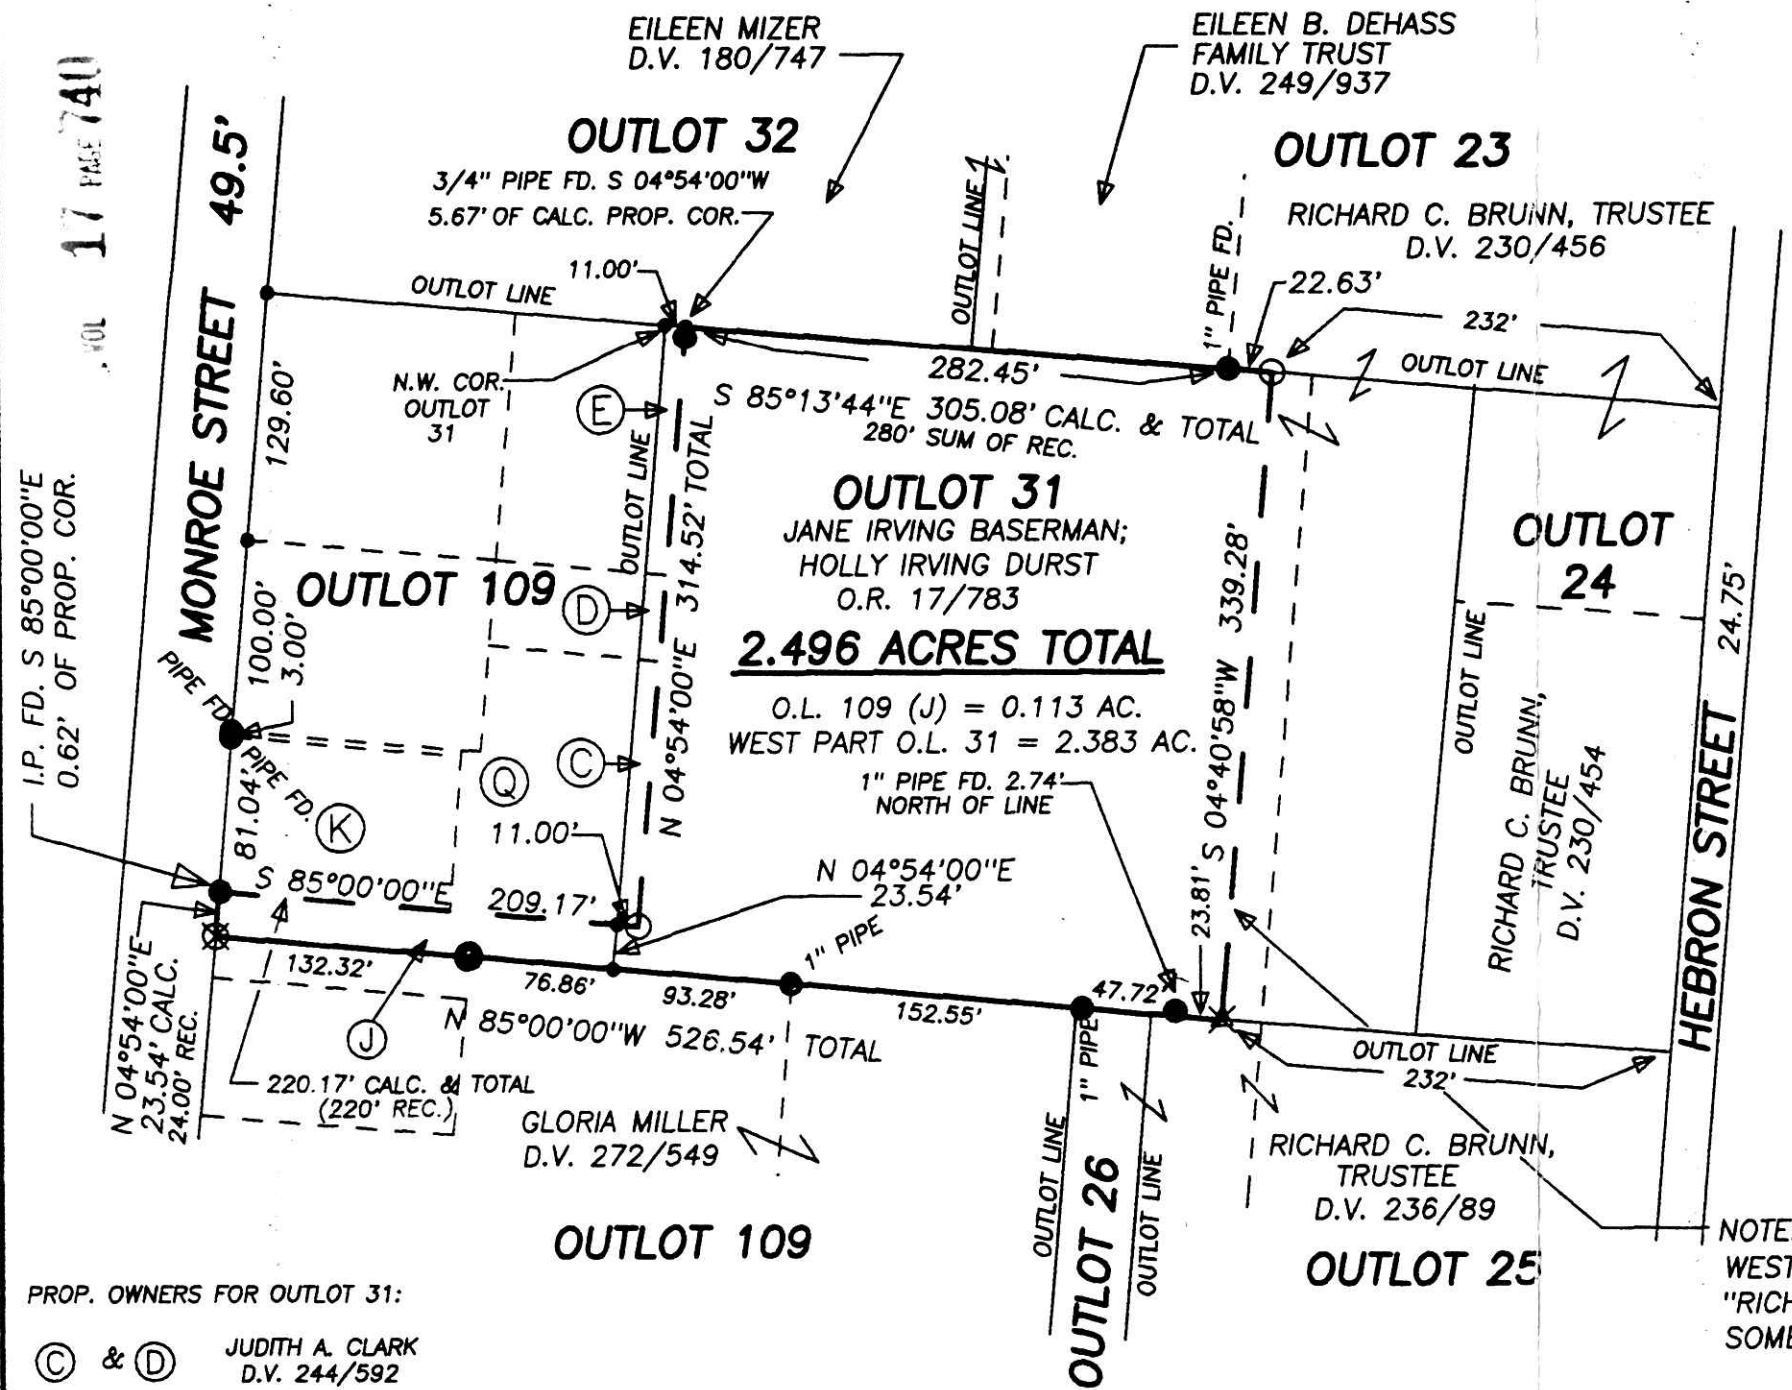 EILEEN MIZER
D.V. 180/747
EILEEN B. DEHASS
FAMILY TRUST
D.V. 249/937
VOL 17 PAGE 740
MONROE STREET 49.5'
OUTLOT 32
OUTLOT 23
3/4" PIPE FD. S 04°54'00"W
5.67' OF CALC. PROP. COR.
11.00'
OUTLOT LINE
OUTLOT LINE
1" PIPE FD.
RICHARD C. BRUNN, TRUSTEE
D.V. 230/456
22.63'
232'
OUTLOT LINE
129.60'
N.W. COR.
OUTLOT
31
E
282.45'
S 85°13'44"E 305.08' CALC. & TOTAL
280' SUM OF REC.
OUTLOT LINE
N 04°54'00"E 314.52' TOTAL
OUTLOT 31
JANE IRVING BASERMAN;
HOLLY IRVING DURST
O.R. 17/783
2.496 ACRES TOTAL
O.L. 109 (J) = 0.113 AC.
WEST PART O.L. 31 = 2.383 AC.
S 04°40'58"W 339.28'
OUTLOT
24
OUTLOT LINE
24.75'
HEBRON STREET
RICHARD C. BRUNN,
TRUSTEE
D.V. 230/454
I.P. FD. S 85°00'00"E
0.62' OF PROP. COR.
OUTLOT 109
D
100.00'
3.00'
PIPE FD.
PIPE FD.
81.04'
K
Q
C
11.00'
1" PIPE FD. 2.74'
NORTH OF LINE
N 04°54'00"E
23.54'
23.81'
S 85°00'00"E 209.17'
1" PIPE
132.32'
76.86'
93.28'
152.55'
47.72'
1" PIPE
N 04°54'00"E
23.54' CALC.
24.00' REC.
J
N 85°00'00"W 526.54' TOTAL
220.17' CALC. & TOTAL
(220' REC.)
OUTLOT LINE
232'
GLORIA MILLER
D.V. 272/549
OUTLOT LINE
OUTLOT 26
OUTLOT LINE
RICHARD C. BRUNN,
TRUSTEE
D.V. 236/89
OUTLOT 109
OUTLOT 25
NOTE
WEST
"RICH
SOME
PROP. OWNERS FOR OUTLOT 31:
C & D JUDITH A. CLARK
D.V. 244/592